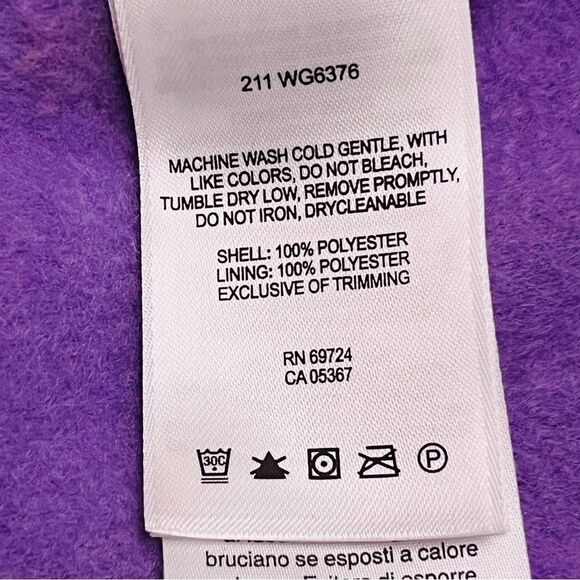 211 WG6376
MACHINE WASH COLD GENTLE, WITH
LIKE COLORS, DO NOT BLEACH,
TUMBLE DRY LOW, REMOVE PROMPTLY,
DO NOT IRON, DRYCLEANABLE
SHELL: 100% POLYESTER
LINING: 100% POLYESTER
EXCLUSIVE OF TRIMMING
RN 69724
CA 05367
30C
P
bruciano se esposti a calore
di esporre